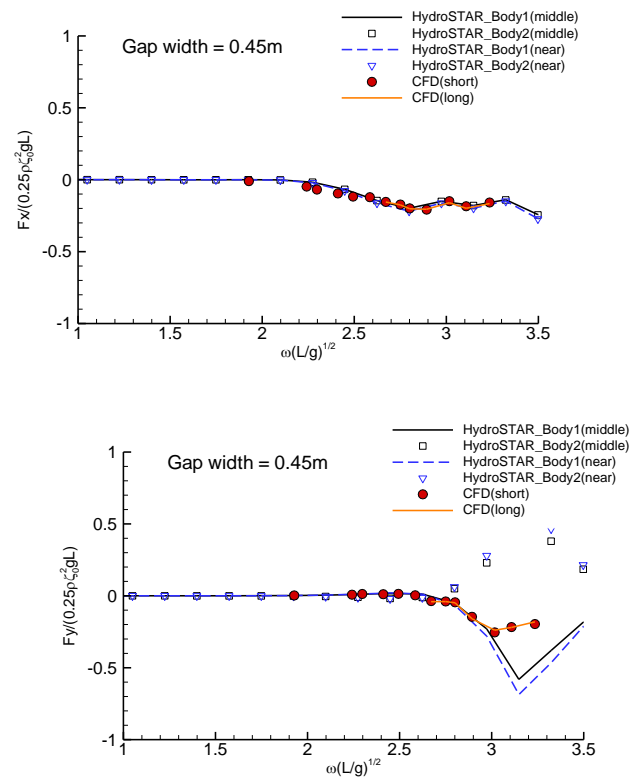 HydroSTAR_Body1(middle)
HydroSTAR_Body2(middle)
HydroSTAR_Body1(near)
HydroSTAR_Body2(near)
CFD(short)
CFD(long)
Gap width = 0.45m
Fx/(0.25ρζ₀²gL)
1
0.5
0
-0.5
-1
1 1.5 2 2.5 3 3.5
ω(L/g)^1/2
HydroSTAR_Body1(middle)
HydroSTAR_Body2(middle)
HydroSTAR_Body1(near)
HydroSTAR_Body2(near)
CFD(short)
CFD(long)
Gap width = 0.45m
Fy/(0.25ρζ₀²gL)
1
0.5
0
-0.5
-1
1 1.5 2 2.5 3 3.5
ω(L/g)^1/2